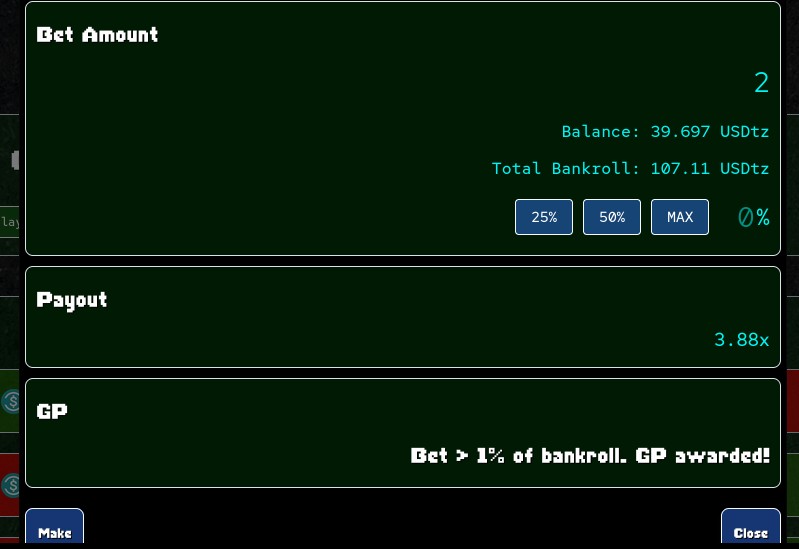 Bet Amount
2
Balance: 39.697 USDtz
Total Bankroll: 107.11 USDtz
25% 50% MAX 0%
Payout
3.88x
GP
Bet > 1% of bankroll. GP awarded!
Make Close